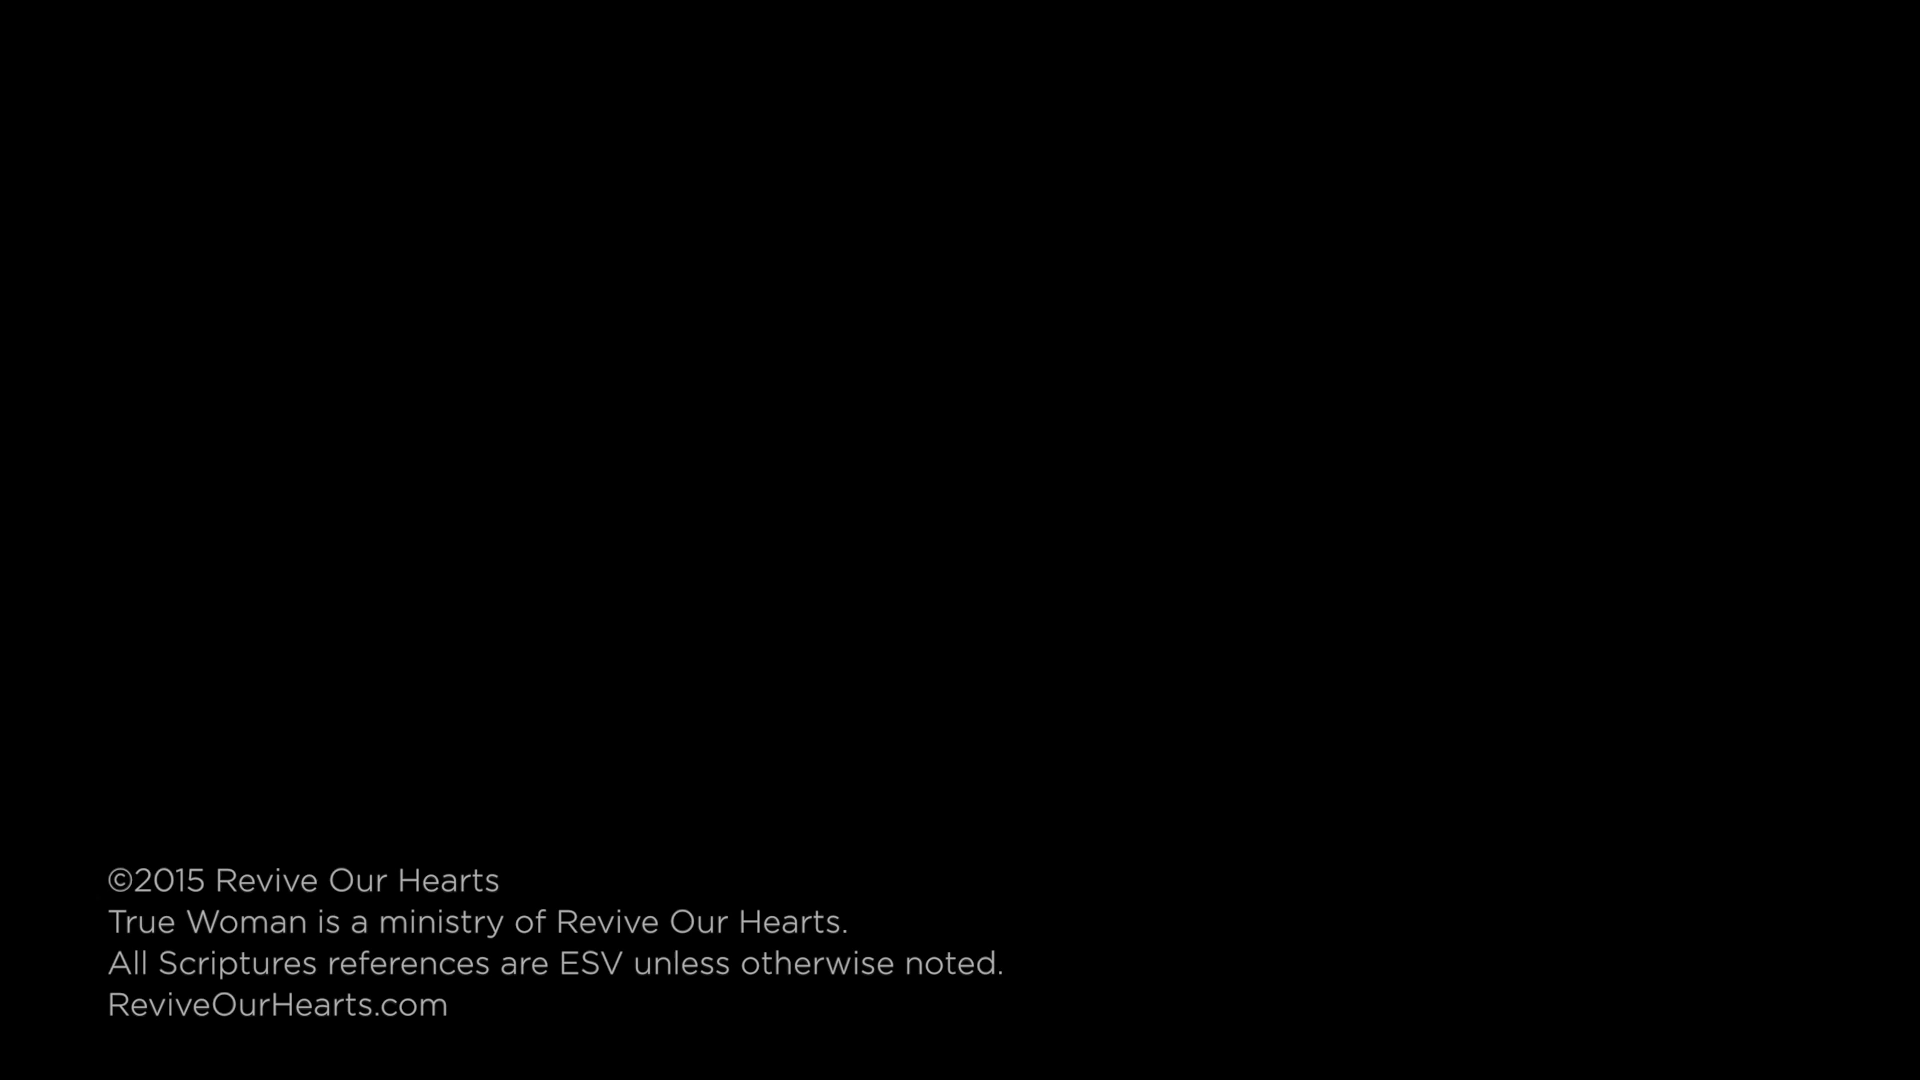 ©2015 Revive Our Hearts
True Woman is a ministry of Revive Our Hearts.
All Scriptures references are ESV unless otherwise noted.
ReviveOurHearts.com